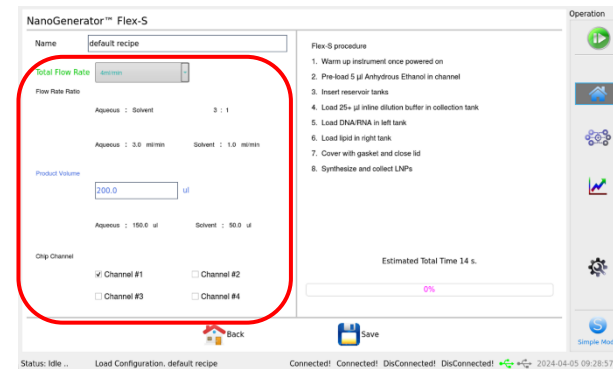 NanoGenerator™ Flex-S
Operation
Name default recipe
Total Flow Rate 4ml/min
Flow Rate Ratio
Aquecus : Solvent 3 : 1
Aquecus : 3.0 ml/min Solvent : 1.0 ml/min
Product Volume
200.0 ul
Aquecus : 150.0 ul Solvent : 50.0 ul
Chip Channel
Channel #1 Channel #2
Channel #3 Channel #4
Flex-S procedure
1. Warm up instrument once powered on
2. Pre-load 5 µl Anhydrous Ethanol in channel
3. Insert reservoir tanks
4. Load 25+ µl inline dilution buffer in collection tank
5. Load DNA/RNA in left tank
6. Load lipid in right tank
7. Cover with gasket and close lid
8. Synthesize and collect LNPs
Estimated Total Time 14 s.
0%
Back Save
Simple Mod
Status: Idle .. Load Configuration. default recipe Connected! Connected! DisConnected! DisConnected! 2024-04-05 09:28:57